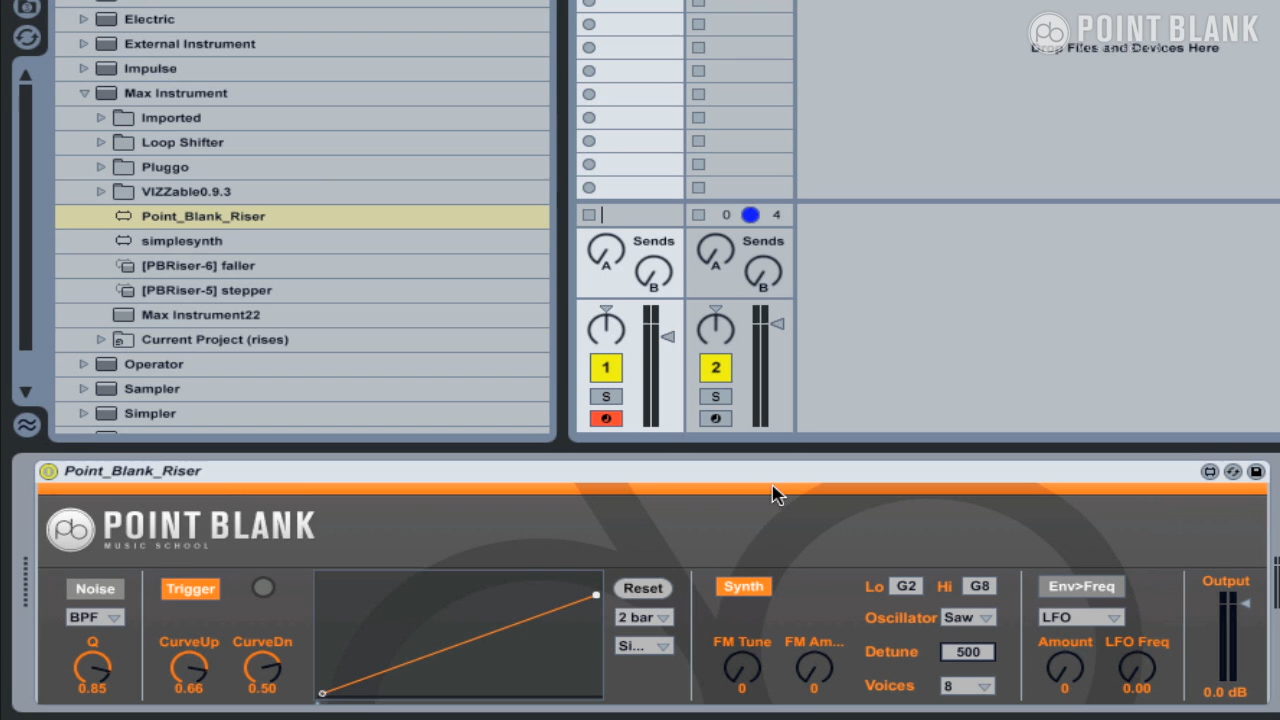 POINT BLANK
Drop Files and Devices Here
Electric
External Instrument
Impulse
Max Instrument
Imported
Loop Shifter
Pluggo
VIZZable0.9.3
Point_Blank_Riser
simplesynth
[PBRiser-6] faller
[PBRiser-5] stepper
Max Instrument22
Current Project (rises)
Operator
Sampler
Simpler
0 4
Sends Sends
A A
B B
1 2
S S
Point_Blank_Riser
pb POINT BLANK
MUSIC SCHOOL
Noise Trigger Reset Synth Lo G2 Hi G8 Env>Freq Output
BPF 2 bar Oscillator Saw LFO
Q CurveUp CurveDn Si... FM Tune FM Am... Detune 500 Amount LFO Freq
0.85 0.66 0.50 0 0 Voices 8 0 0.00 0.0 dB